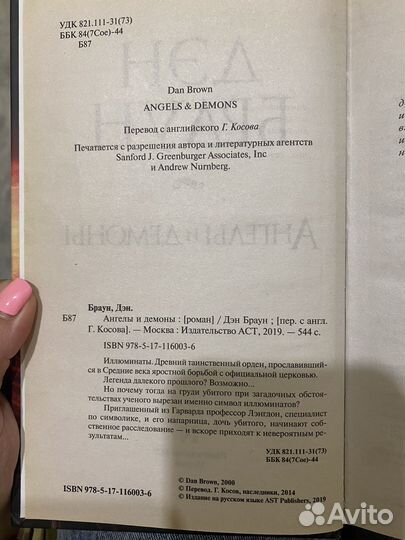 УДК 821.111-31(73)
ББК 84(7Сое)-44
Б87
Dan Brown
ANGELS & DEMONS
Перевод с английского Г. Косова
Печатается с разрешения автора и литературных агентств
Sanford J. Greenburger Associates, Inc
и Andrew Nurnberg.
Браун, Дэн.
Б87 Ангелы и демоны : [роман] / Дэн Браун ; [пер. с англ.
Г. Косова]. — Москва : Издательство АСТ, 2019. — 544 с.
ISBN 978-5-17-116003-6
Иллюминаты. Древний таинственный орден, прославивший-
ся в Средние века яростной борьбой с официальной церковью.
Легенда далекого прошлого? Возможно...
Но почему тогда на груди убитого при загадочных обстоя-
тельствах ученого вырезан именно символ иллюминатов?
Приглашенный из Гарварда профессор Лэнгдон, специалист
по символике, и его напарница, дочь убитого, начинают соб-
ственное расследование — и вскоре приходят к невероятным ре-
зультатам...
УДК 821.111-31(73)
ББК 84(7Сое)-44
© Dan Brown, 2000
© Перевод. Г. Косов, наследники, 2014
ISBN 978-5-17-116003-6 © Издание на русском языке AST Publishers, 2019
Avito